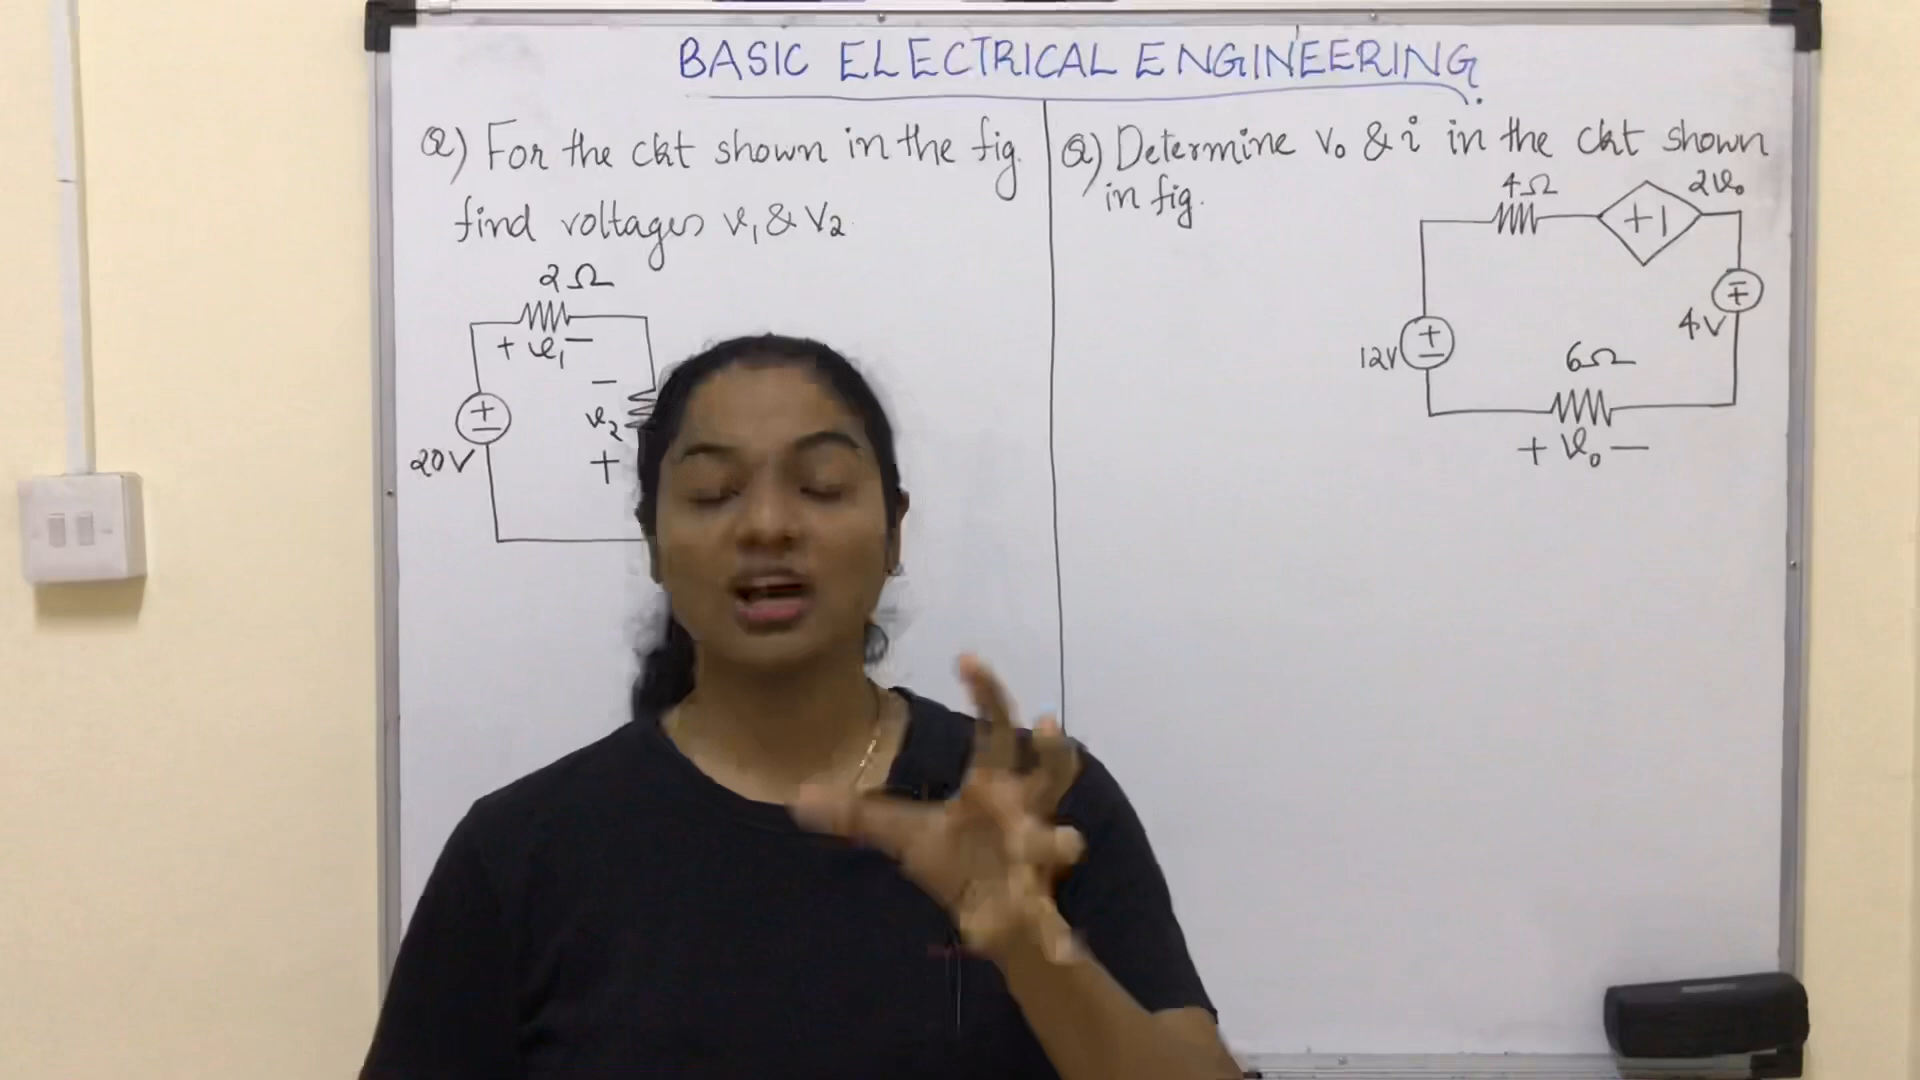 BASIC ELECTRICAL ENGINEERING
Q) For the ckt shown in the fig.
find voltages v₁ & V₂
2Ω
+ v₁ −
−
v₂
+
+
−
20V
Q) Determine v₀ & i in the ckt shown
in fig.
4Ω
2v₀
+ |
∓
4V
+
−
12V
6Ω
+ v₀ −